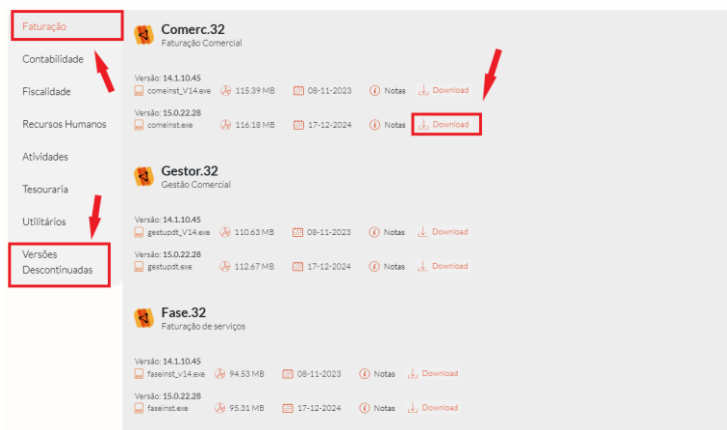 Faturação
Contabilidade
Fiscalidade
Recursos Humanos
Atividades
Tesouraria
Utilitários
Versões
Descontinuadas
Comerc.32
Faturação Comercial
Versão: 14.1.10.45
comeinst_V14.exe 115.39 MB 08-11-2023 Notas Download
Versão: 15.0.22.28
comeinst.exe 116.18 MB 17-12-2024 Notas Download
Gestor.32
Gestão Comercial
Versão: 14.1.10.45
gestupdt_V14.exe 110.63 MB 08-11-2023 Notas Download
Versão: 15.0.22.28
gestupdt.exe 112.67 MB 17-12-2024 Notas Download
Fase.32
Faturação de serviços
Versão: 14.1.10.45
faseinst_v14.exe 94.53 MB 08-11-2023 Notas Download
Versão: 15.0.22.28
faseinst.exe 95.31 MB 17-12-2024 Notas Download